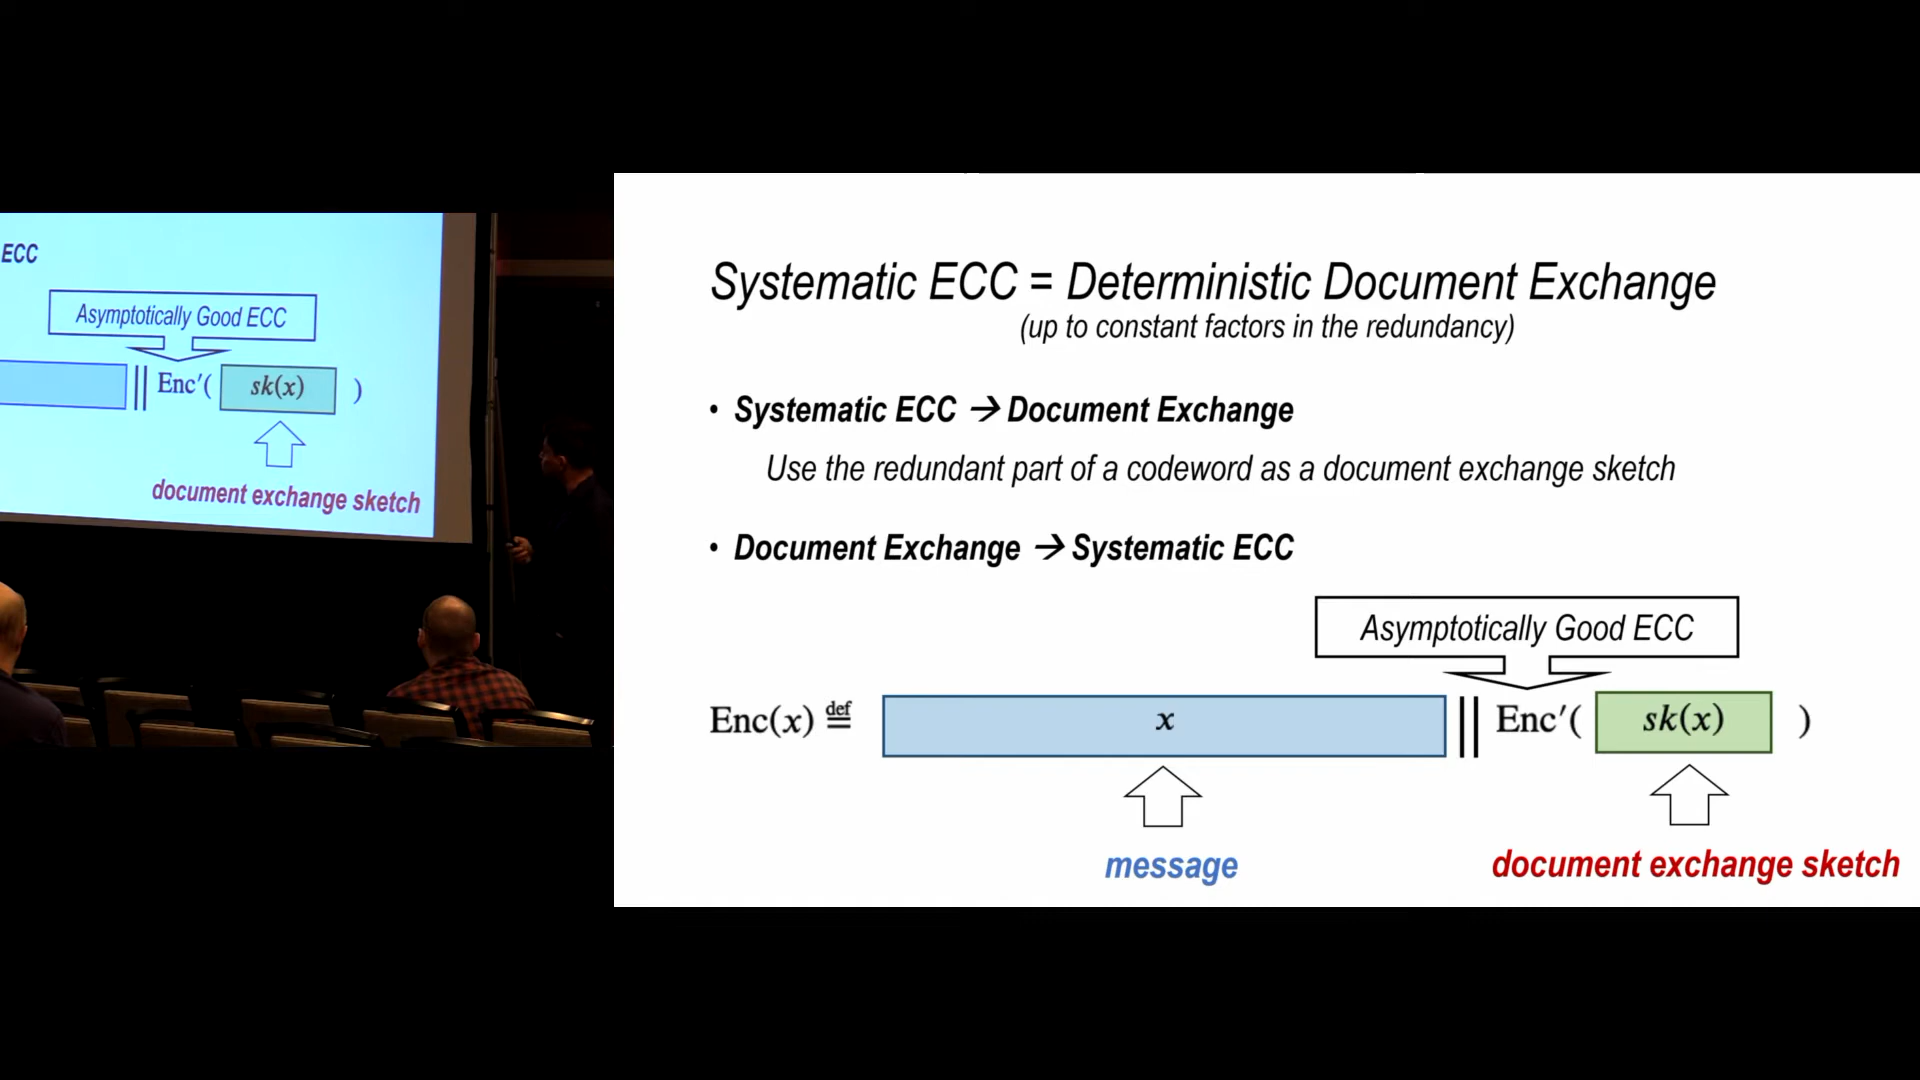 ECC
Asymptotically Good ECC
|| Enc′( sk(x) )
document exchange sketch
Systematic ECC = Deterministic Document Exchange
(up to constant factors in the redundancy)
• Systematic ECC → Document Exchange
Use the redundant part of a codeword as a document exchange sketch
• Document Exchange → Systematic ECC
Asymptotically Good ECC
Enc(x) ≝ x || Enc′( sk(x) )
message
document exchange sketch